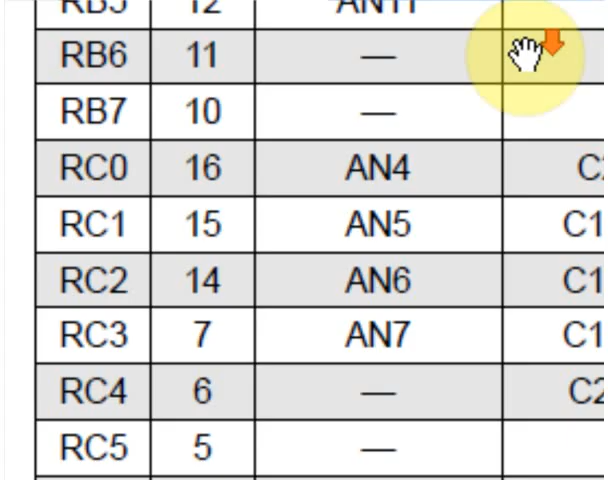 RB5 12 AN11
RB6 11 —
RB7 10 —
RC0 16 AN4
RC1 15 AN5 C1
RC2 14 AN6 C1
RC3 7 AN7 C1
RC4 6 — C2
RC5 5 —